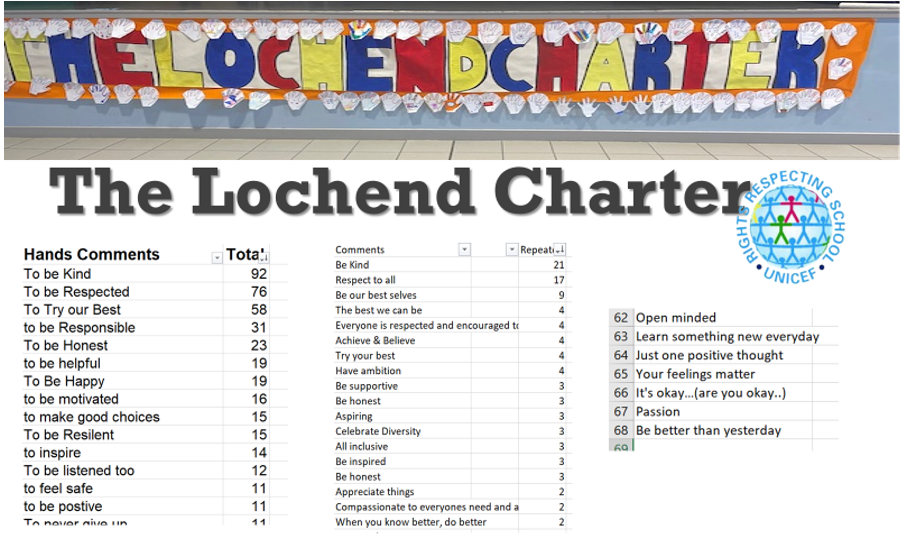 THE LOCHEND CHARTER
The Lochend Charter
RIGHTS RESPECTING SCHOOL
• UNICEF •
Hands Comments Total
To be Kind 92
To be Respected 76
To Try our Best 58
to be Responsible 31
To be Honest 23
to be helpful 19
To Be Happy 19
to be motivated 16
to make good choices 15
To be Resilent 15
to inspire 14
To be listened too 12
to feel safe 11
to be postive 11
To never give up 11
Comments Repeate
Be Kind 21
Respect to all 17
Be our best selves 9
The best we can be 4
Everyone is respected and encouraged to 4
Achieve & Believe 4
Try your best 4
Have ambition 4
Be supportive 3
Be honest 3
Aspiring 3
Celebrate Diversity 3
All inclusive 3
Be inspired 3
Be honest 3
Appreciate things 2
Compassionate to everyones need and a 2
When you know better, do better 2
62 Open minded
63 Learn something new everyday
64 Just one positive thought
65 Your feelings matter
66 It's okay…(are you okay..)
67 Passion
68 Be better than yesterday
69